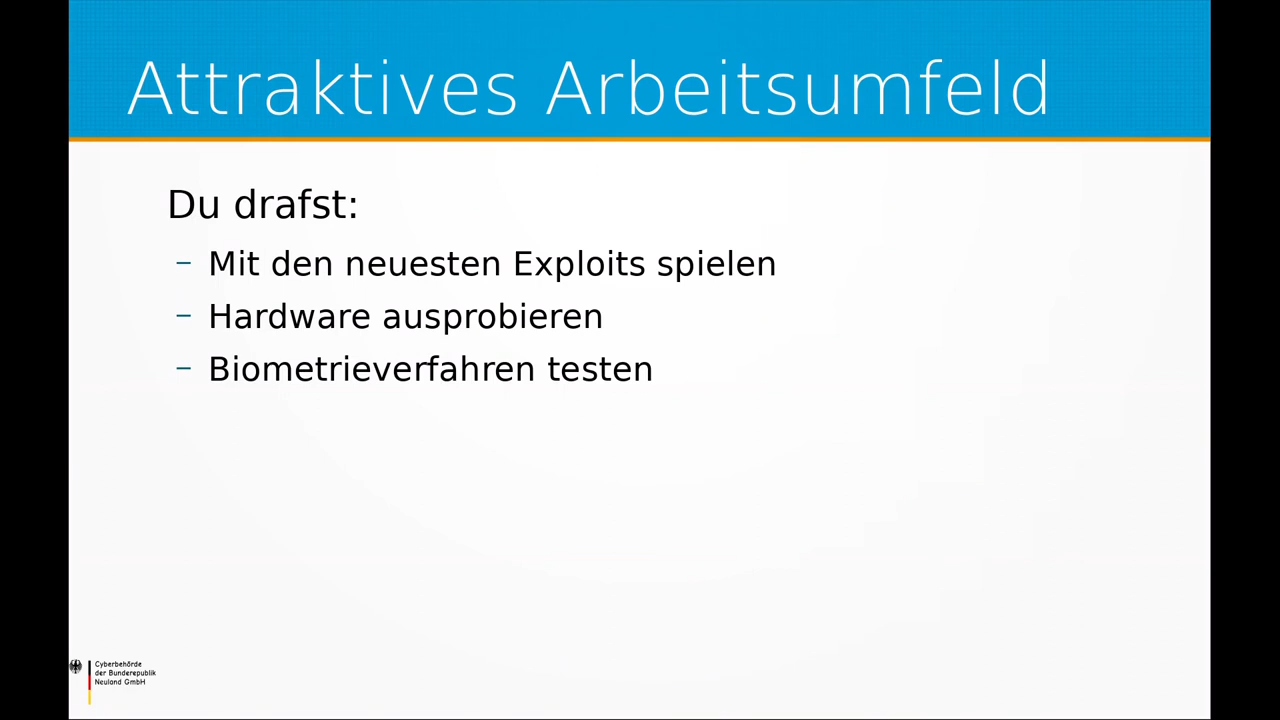 Attraktives Arbeitsumfeld
Du drafst:
– Mit den neuesten Exploits spielen
– Hardware ausprobieren
– Biometrieverfahren testen
Cyberbehörde
der Bunderepublik
Neuland GmbH